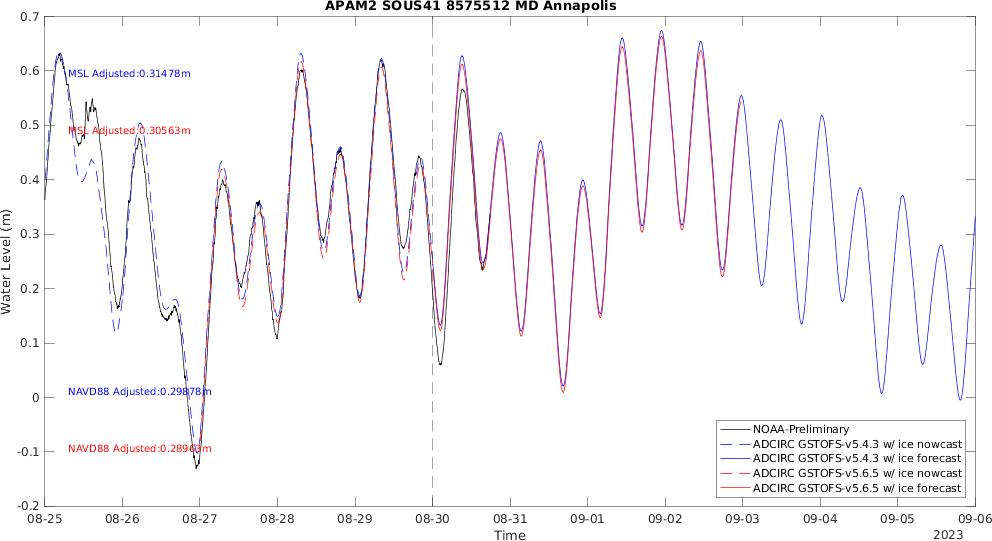 APAM2 SOUS41 8575512 MD Annapolis
0.7
0.6
0.5
0.4
0.3
0.2
0.1
0
-0.1
-0.2
Water Level (m)
MSL Adjusted:0.31478m
MSL Adjusted:0.30563m
NAVD88 Adjusted:0.29878m
NAVD88 Adjusted:0.28963m
NOAA-Preliminary
ADCIRC GSTOFS-v5.4.3 w/ ice nowcast
ADCIRC GSTOFS-v5.4.3 w/ ice forecast
ADCIRC GSTOFS-v5.6.5 w/ ice nowcast
ADCIRC GSTOFS-v5.6.5 w/ ice forecast
08-25 08-26 08-27 08-28 08-29 08-30 08-31 09-01 09-02 09-03 09-04 09-05 09-06
Time
2023